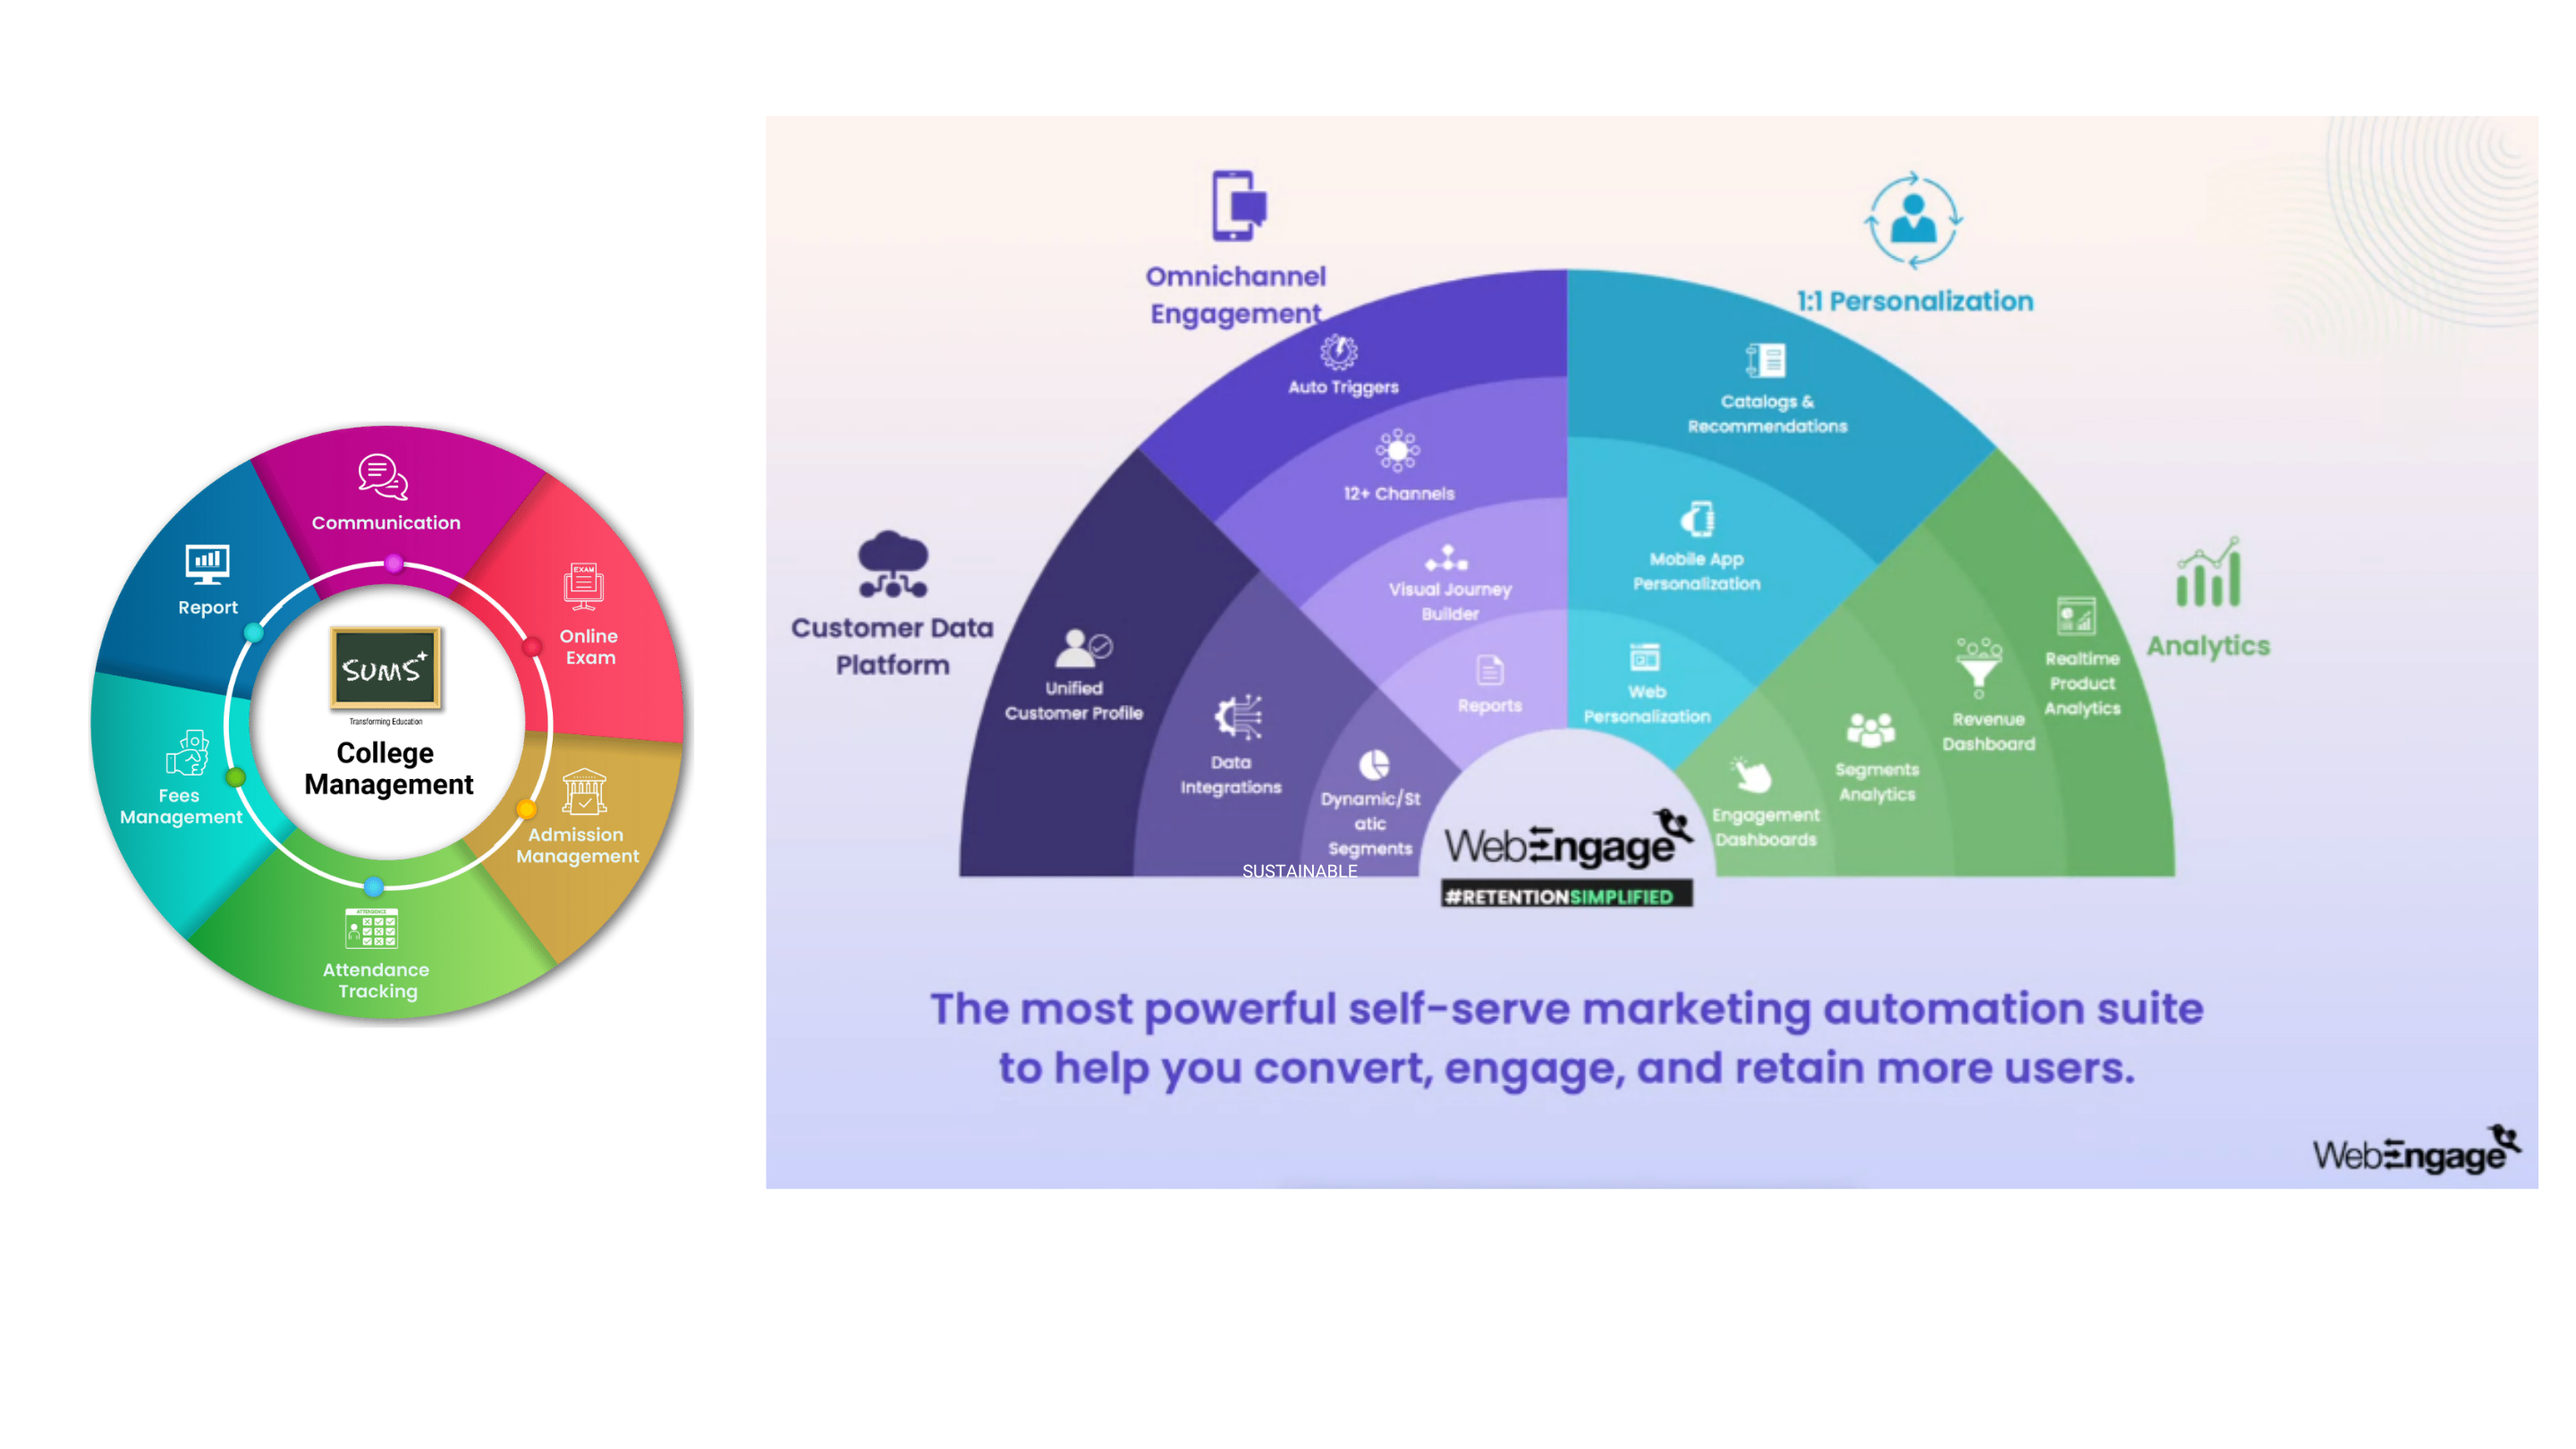 Communication
Report
EXAM
Online
Exam
SUMS+
Transforming Education
College
Management
Fees
Management
Admission
Management
ATTENDANCE
Attendance
Tracking
Omnichannel
Engagement
1:1 Personalization
Auto Triggers
Catalogs &
Recommendations
12+ Channels
Mobile App
Personalization
Visual Journey
Builder
Customer Data
Platform
Analytics
Unified
Customer Profile
Reports
Web
Personalization
Realtime
Product
Analytics
Revenue
Dashboard
Data
Integrations
Segments
Analytics
Dynamic/St
atic
Segments
Engagement
Dashboards
WebEngage
SUSTAINABLE
#RETENTIONSIMPLIFIED
The most powerful self-serve marketing automation suite
to help you convert, engage, and retain more users.
WebEngage